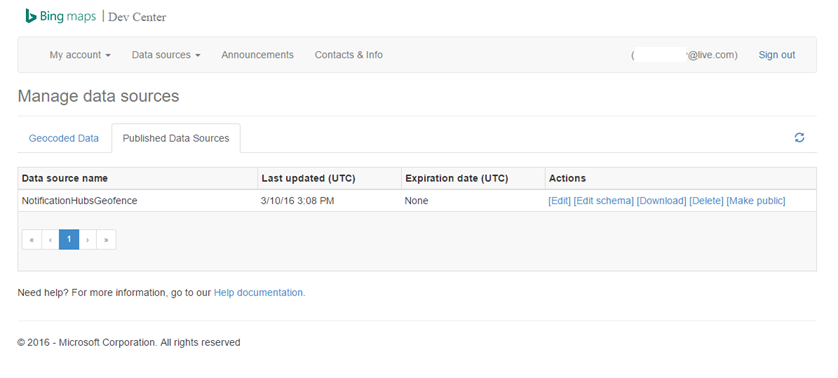 Bing maps | Dev Center
My account Data sources Announcements Contacts & Info ( @live.com) Sign out
Manage data sources
Geocoded Data Published Data Sources
Data source name Last updated (UTC) Expiration date (UTC) Actions
NotificationHubsGeofence 3/10/16 3:08 PM None [Edit] [Edit schema] [Download] [Delete] [Make public]
« ‹ 1 › »
Need help? For more information, go to our Help documentation.
© 2016 - Microsoft Corporation. All rights reserved